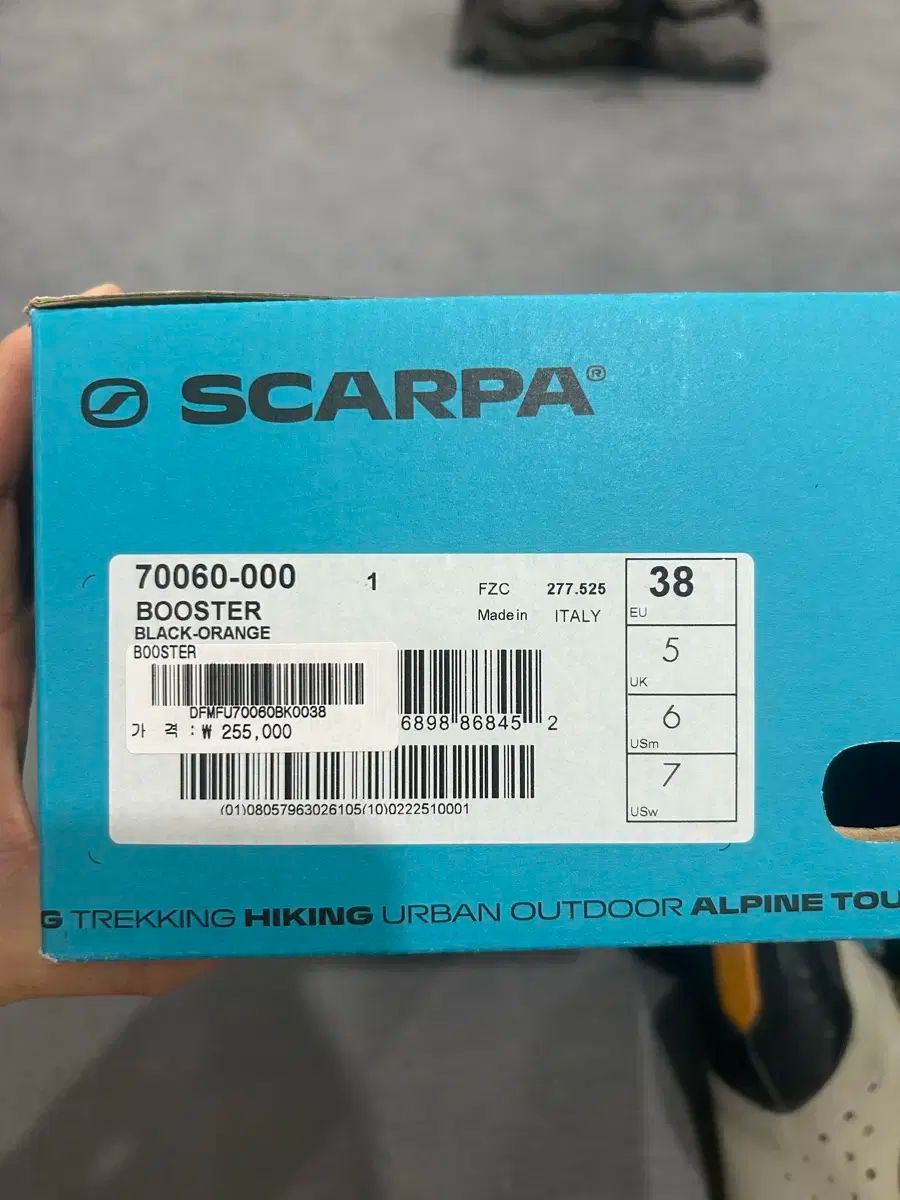 SCARPA®
70060-000 1
BOOSTER
BLACK-ORANGE
FZC 277.525
Made in ITALY
38
EU
5
UK
6
USm
7
USw
BOOSTER
DFMFU70060BK0038
가 격 : ₩ 255,000
6898 86845 2
(01)08057963026105(10)0222510001
G TREKKING HIKING URBAN OUTDOOR ALPINE TOU